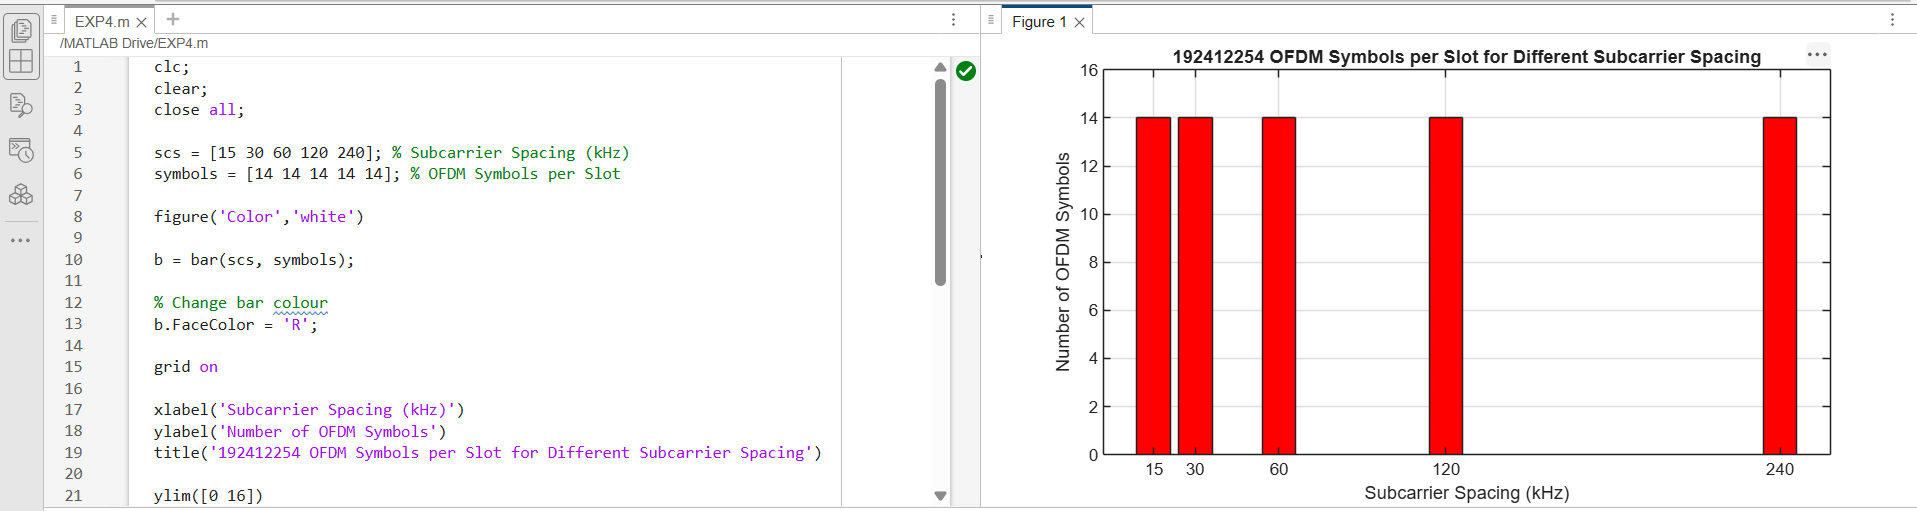 EXP4.m
/MATLAB Drive/EXP4.m
1 clc;
2 clear;
3 close all;
4
5 scs = [15 30 60 120 240]; % Subcarrier Spacing (kHz)
6 symbols = [14 14 14 14 14]; % OFDM Symbols per Slot
7
8 figure('Color','white')
9
10 b = bar(scs, symbols);
11
12 % Change bar colour
13 b.FaceColor = 'R';
14
15 grid on
16
17 xlabel('Subcarrier Spacing (kHz)')
18 ylabel('Number of OFDM Symbols')
19 title('192412254 OFDM Symbols per Slot for Different Subcarrier Spacing')
20
21 ylim([0 16])
Figure 1
192412254 OFDM Symbols per Slot for Different Subcarrier Spacing
Number of OFDM Symbols
16
14
12
10
8
6
4
2
0
15 30 60 120 240
Subcarrier Spacing (kHz)